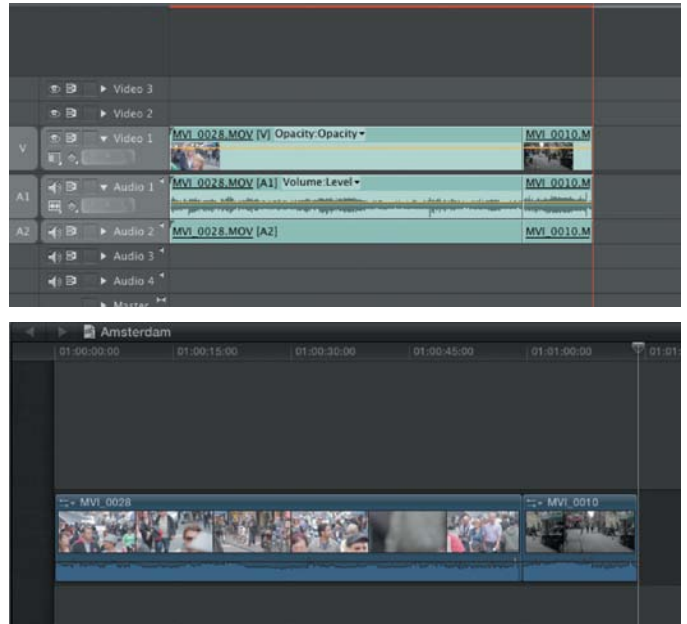 Video 3
Video 2
V Video 1 MVI_0028.MOV [V] Opacity:Opacity MVI_0010.M
A1 Audio 1 MVI_0028.MOV [A1] Volume:Level MVI_0010.M
A2 Audio 2 MVI_0028.MOV [A2] MVI_0010.M
Audio 3
Audio 4
Master
Amsterdam
01:00:00:00 01:00:15:00 01:00:30:00 01:00:45:00 01:01:00:00 01:01:
MVI_0028 MVI_0010